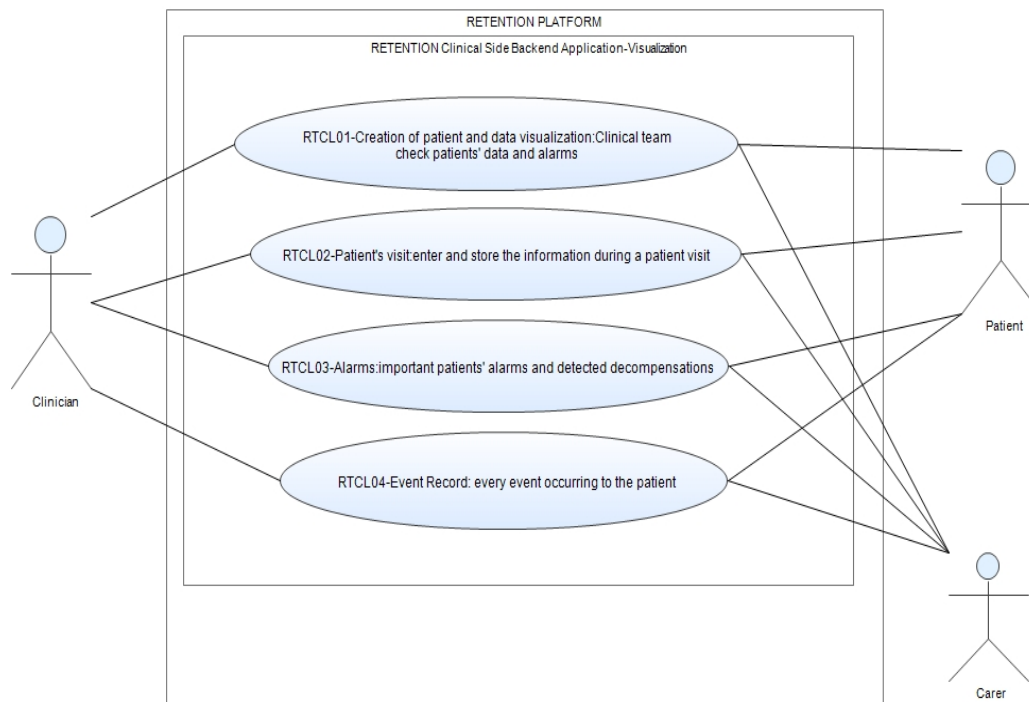 RETENTION PLATFORM
RETENTION Clinical Side Backend Application-Visualization
RTCL01-Creation of patient and data visualization:Clinical team
check patients' data and alarms
RTCL02-Patient's visit:enter and store the information during a patient visit
RTCL03-Alarms:important patients' alarms and detected decompensations
RTCL04-Event Record: every event occurring to the patient
Clinician
Patient
Carer